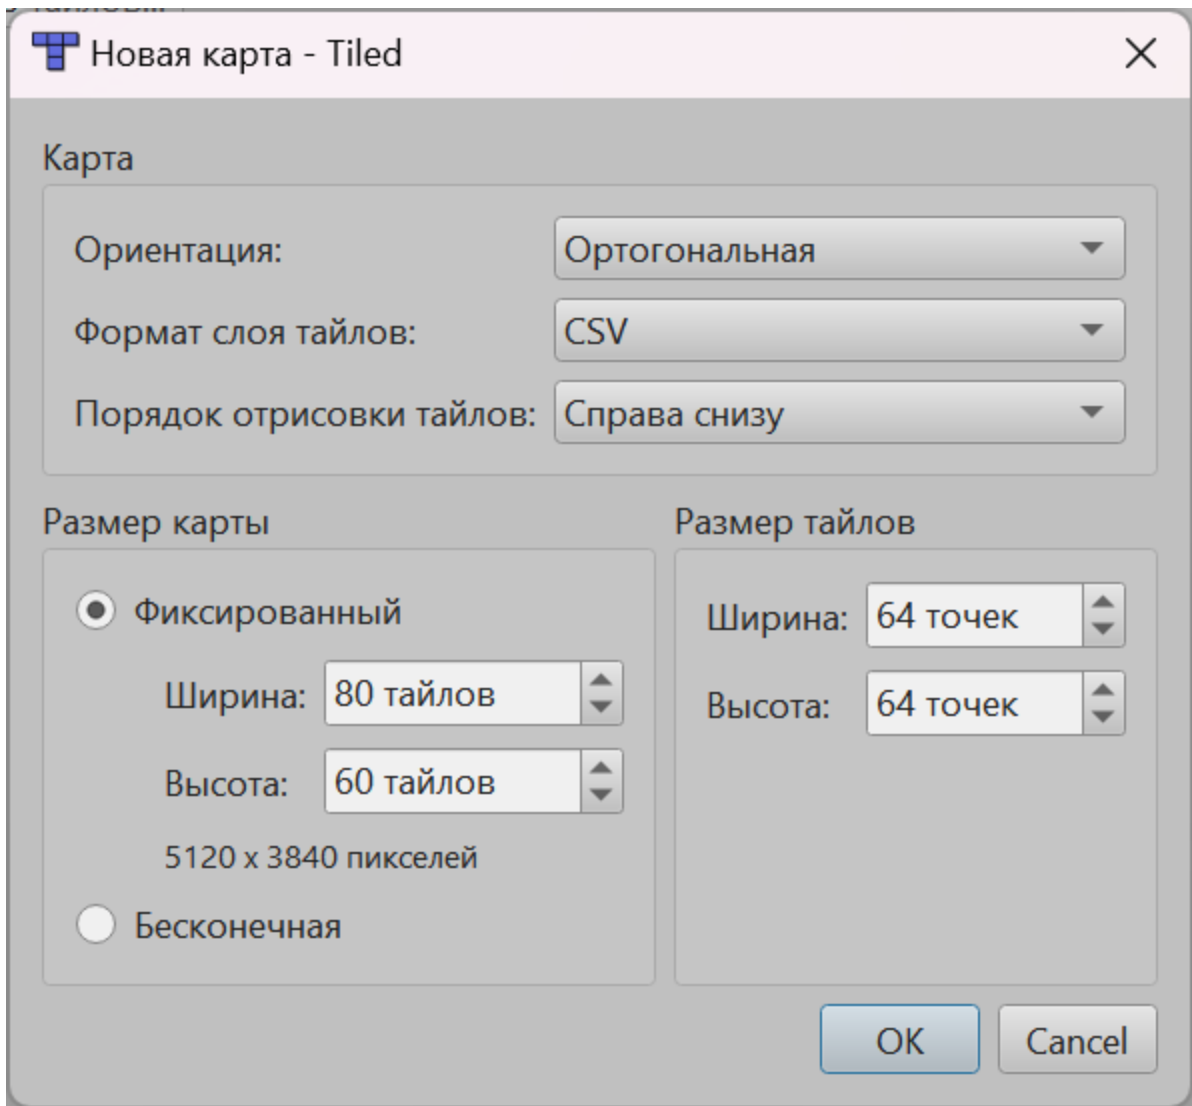 Новая карта - Tiled
Карта
Ориентация: Ортогональная
Формат слоя тайлов: CSV
Порядок отрисовки тайлов: Справа снизу
Размер карты
Фиксированный
Ширина: 80 тайлов
Высота: 60 тайлов
5120 x 3840 пикселей
Бесконечная
Размер тайлов
Ширина: 64 точек
Высота: 64 точек
OK
Cancel